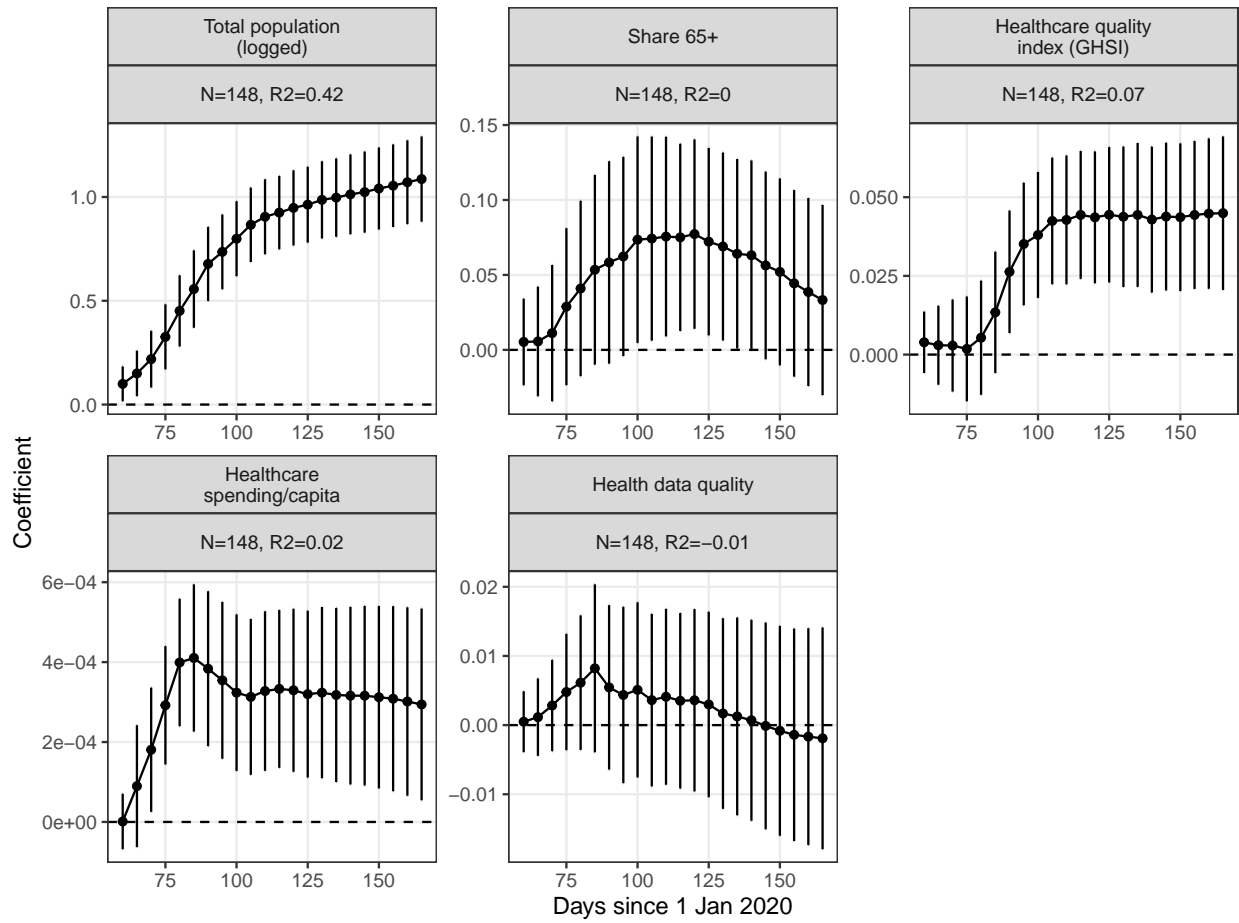 Total population
(logged)
N=148, R2=0.42
Share 65+
N=148, R2=0
Healthcare quality
index (GHSI)
N=148, R2=0.07
1.0
0.5
0.0
75 100 125 150
0.15
0.10
0.05
0.00
75 100 125 150
0.050
0.025
0.000
75 100 125 150
Healthcare
spending/capita
N=148, R2=0.02
Health data quality
N=148, R2=−0.01
6e−04
4e−04
2e−04
0e+00
75 100 125 150
0.02
0.01
0.00
−0.01
75 100 125 150
Coefficient
Days since 1 Jan 2020